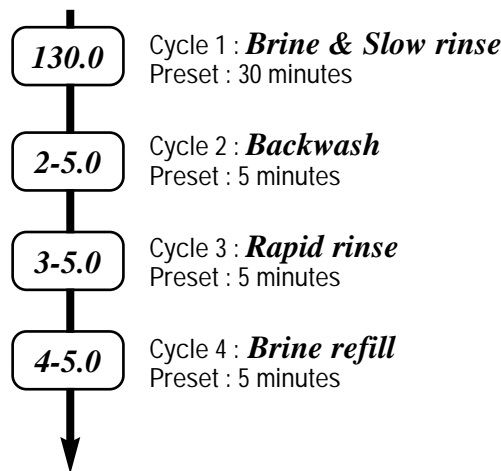 130.0
Cycle 1 : Brine & Slow rinse
Preset : 30 minutes
2-5.0
Cycle 2 : Backwash
Preset : 5 minutes
3-5.0
Cycle 3 : Rapid rinse
Preset : 5 minutes
4-5.0
Cycle 4 : Brine refill
Preset : 5 minutes